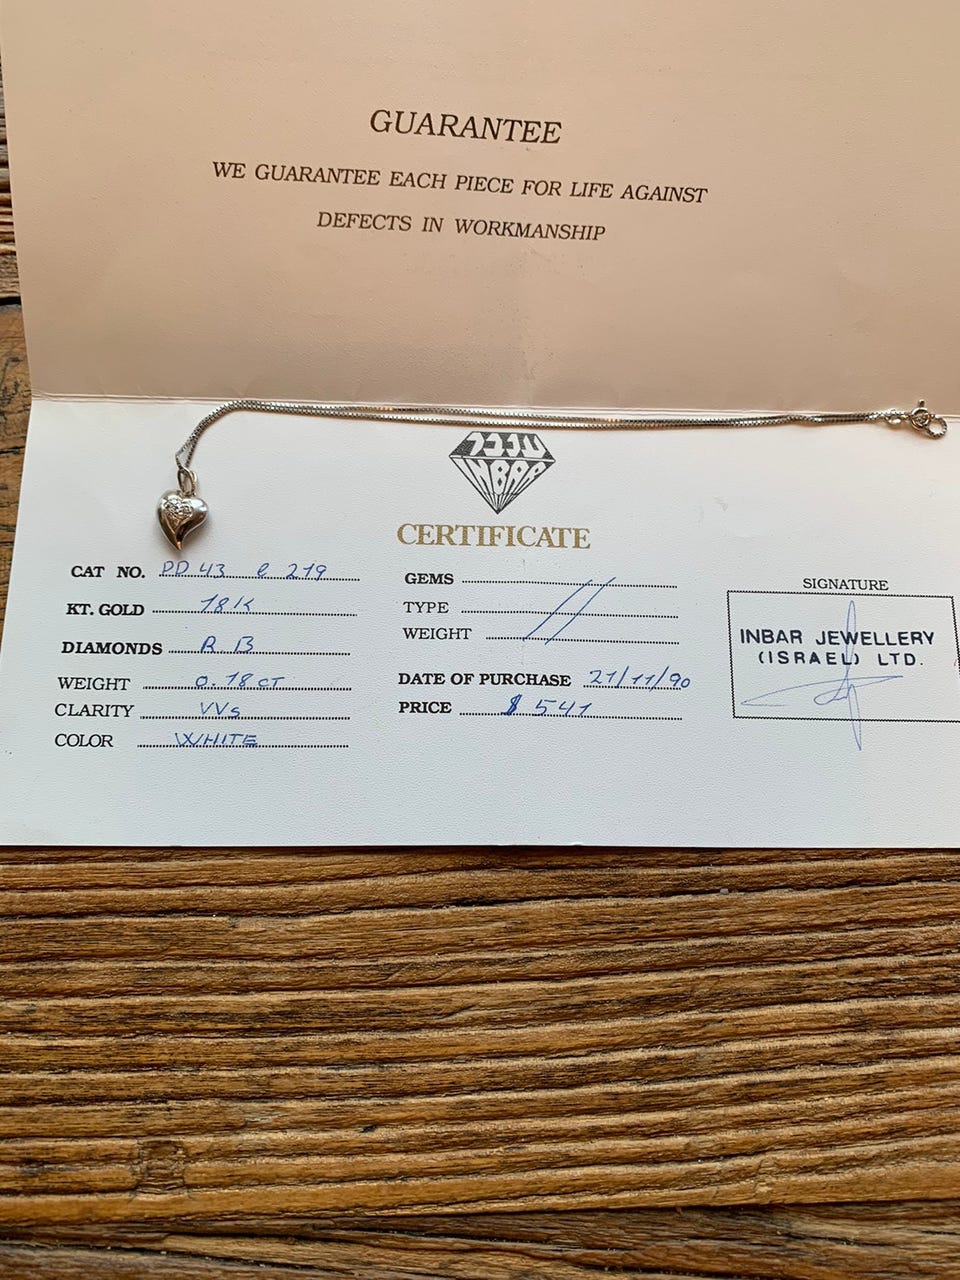 GUARANTEE
WE GUARANTEE EACH PIECE FOR LIFE AGAINST
DEFECTS IN WORKMANSHIP
ענבר
INBAR
CERTIFICATE
CAT NO. PD 43 e 219
KT. GOLD 18K
DIAMONDS R B
WEIGHT 0.18 CT
CLARITY VVS
COLOR WHITE
GEMS
TYPE
WEIGHT
DATE OF PURCHASE 21/11/90
PRICE $ 541
SIGNATURE
INBAR JEWELLERY
(ISRAEL) LTD.